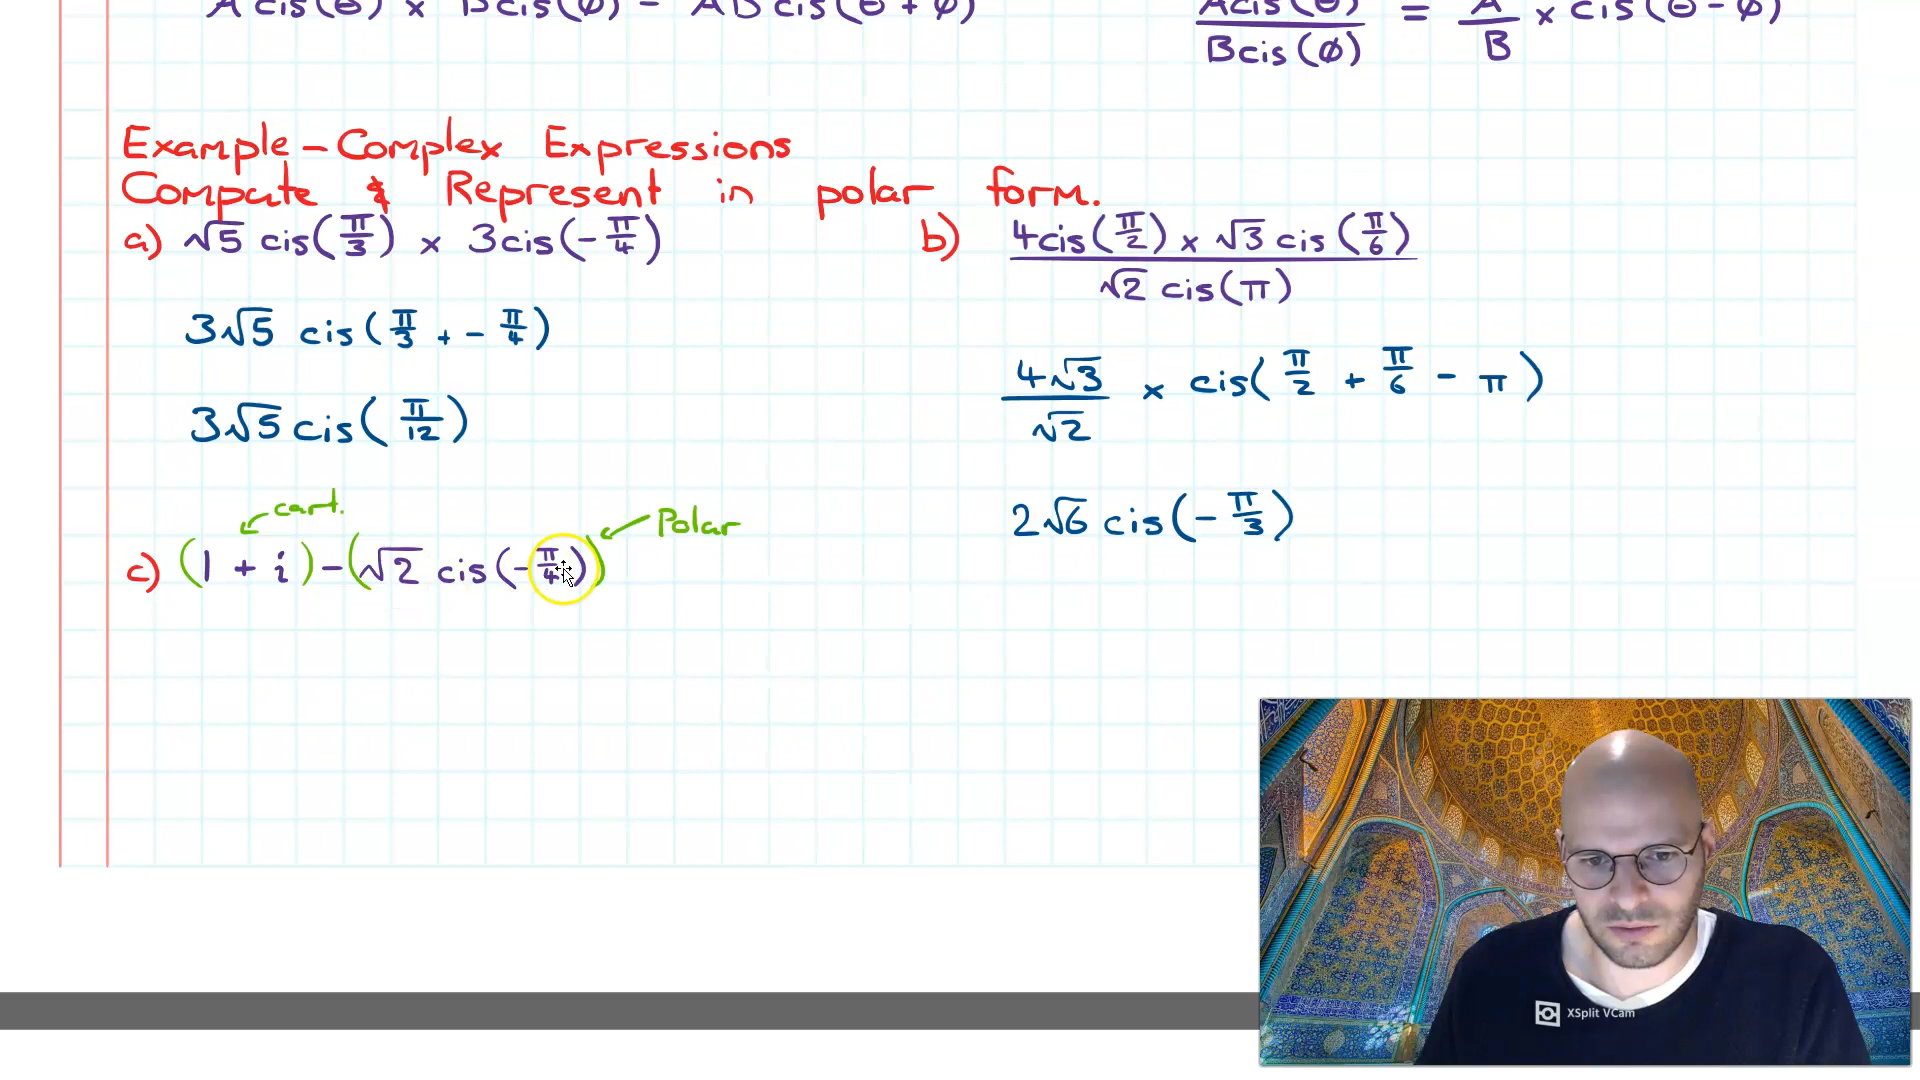 A cis(θ) × B cis(φ) = AB cis(θ + φ)
A cis(θ) / B cis(φ) = A / B × cis(θ - φ)
Example - Complex Expressions
Compute & Represent in polar form.
a) √5 cis(π/3) × 3cis(-π/4)
3√5 cis(π/3 + - π/4)
3√5 cis(π/12)
b) 4cis(π/2) × √3 cis(π/6) / √2 cis(π)
4√3 / √2 × cis(π/2 + π/6 - π)
2√6 cis(-π/3)
cart.
Polar
c) (1 + i) - (√2 cis(-π/4))
XSplit VCam